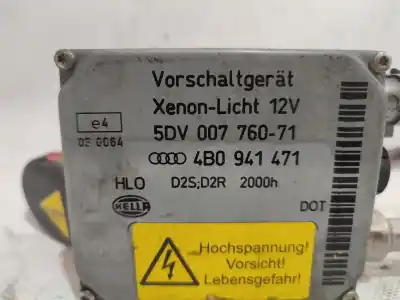 Vorschaltgerät
Xenon-Licht 12V
e4
5DV 007 760-71
02 0064
4B0 941 471
HLO D2S;D2R 2000h
HELLA
DOT
Hochspannung!
Vorsicht!
Lebensgefahr!